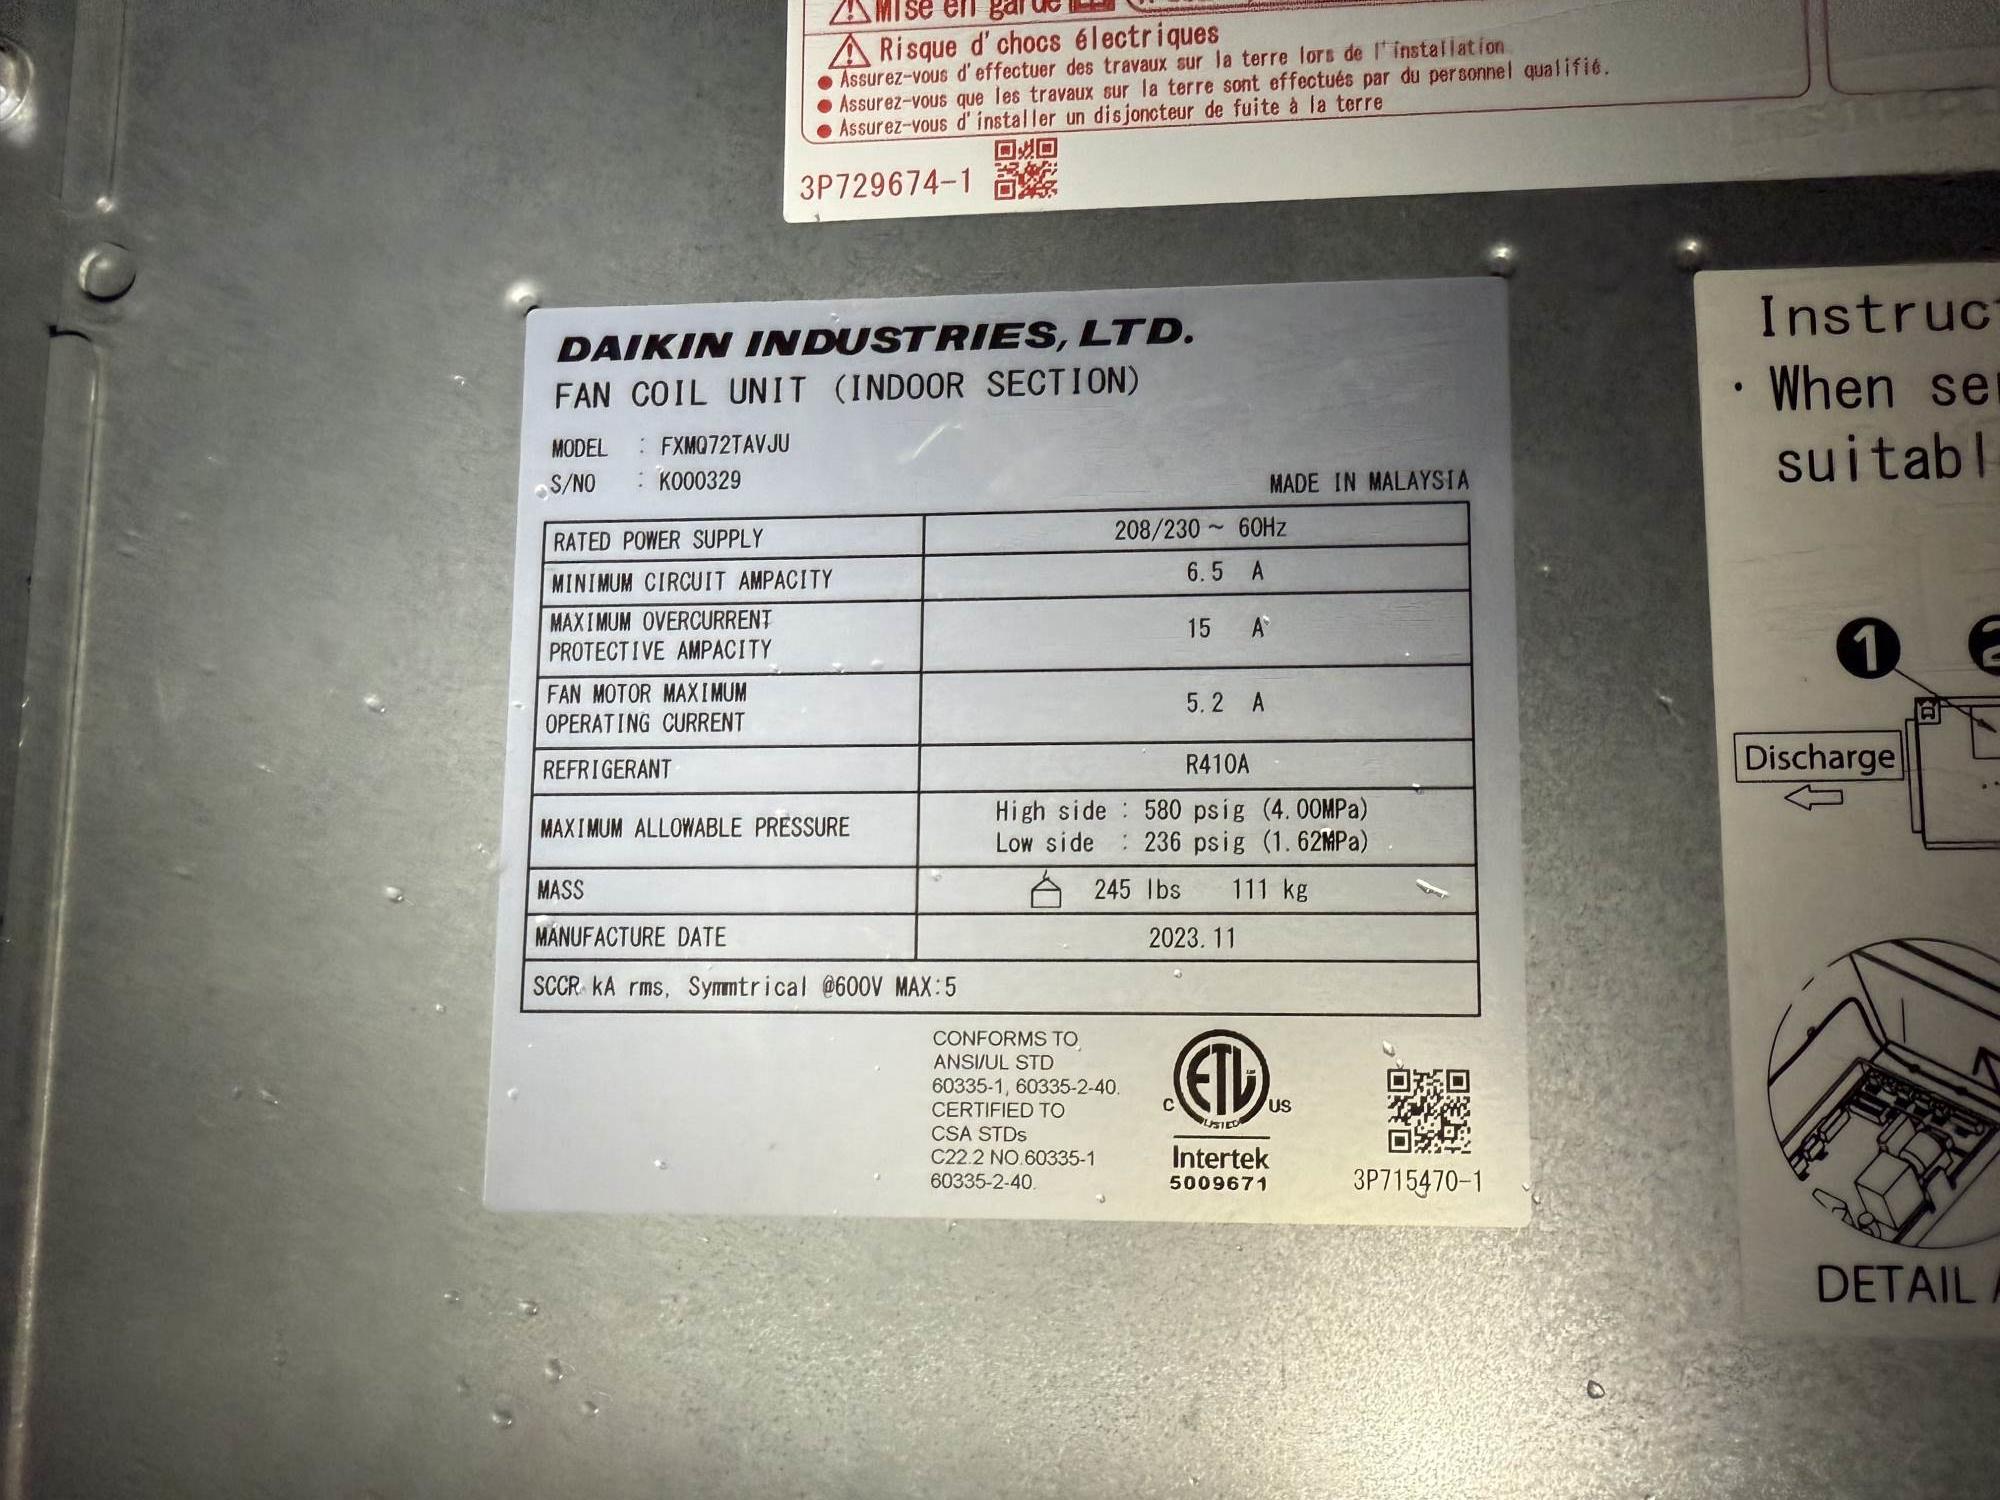 Mise en garde
Risque d'chocs électriques
● Assurez-vous d'effectuer des travaux sur la terre lors de l'installation
● Assurez-vous que les travaux sur la terre sont effectués par du personnel qualifié.
● Assurez-vous d'installer un disjoncteur de fuite à la terre
3P729674-1
DAIKIN INDUSTRIES, LTD.
FAN COIL UNIT (INDOOR SECTION)
MODEL : FXMQ72TAVJU
S/NO : K000329
MADE IN MALAYSIA
RATED POWER SUPPLY 208/230 ~ 60Hz
MINIMUM CIRCUIT AMPACITY 6.5 A
MAXIMUM OVERCURRENT
PROTECTIVE AMPACITY 15 A
FAN MOTOR MAXIMUM
OPERATING CURRENT 5.2 A
REFRIGERANT R410A
MAXIMUM ALLOWABLE PRESSURE High side : 580 psig (4.00MPa)
Low side : 236 psig (1.62MPa)
MASS 245 lbs 111 kg
MANUFACTURE DATE 2023.11
SCCR kA rms, Symmtrical @600V MAX:5
CONFORMS TO
ANSI/UL STD
60335-1, 60335-2-40.
CERTIFIED TO
CSA STDs
C22.2 NO.60335-1
60335-2-40.
C ETL US
LISTED
Intertek
5009671
3P715470-1
Instruc
· When se
suitabl
1 2
Discharge
DETAIL